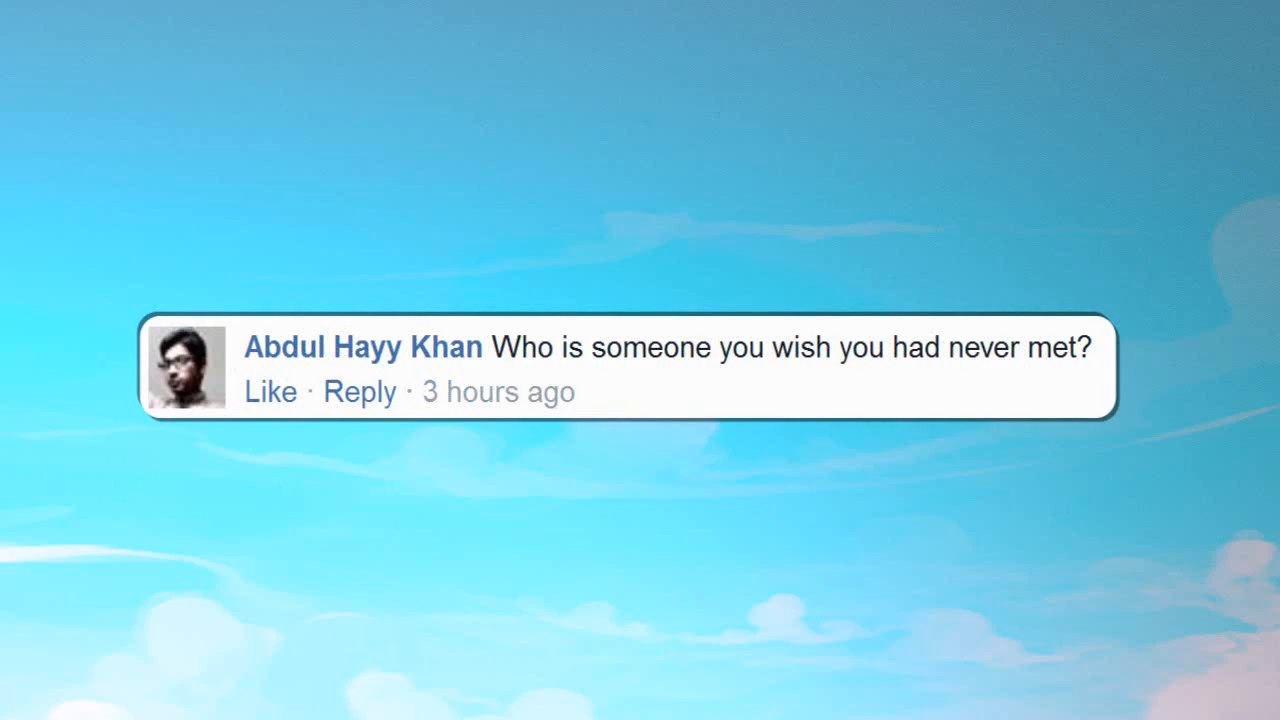 Abdul Hayy Khan Who is someone you wish you had never met?
Like · Reply · 3 hours ago